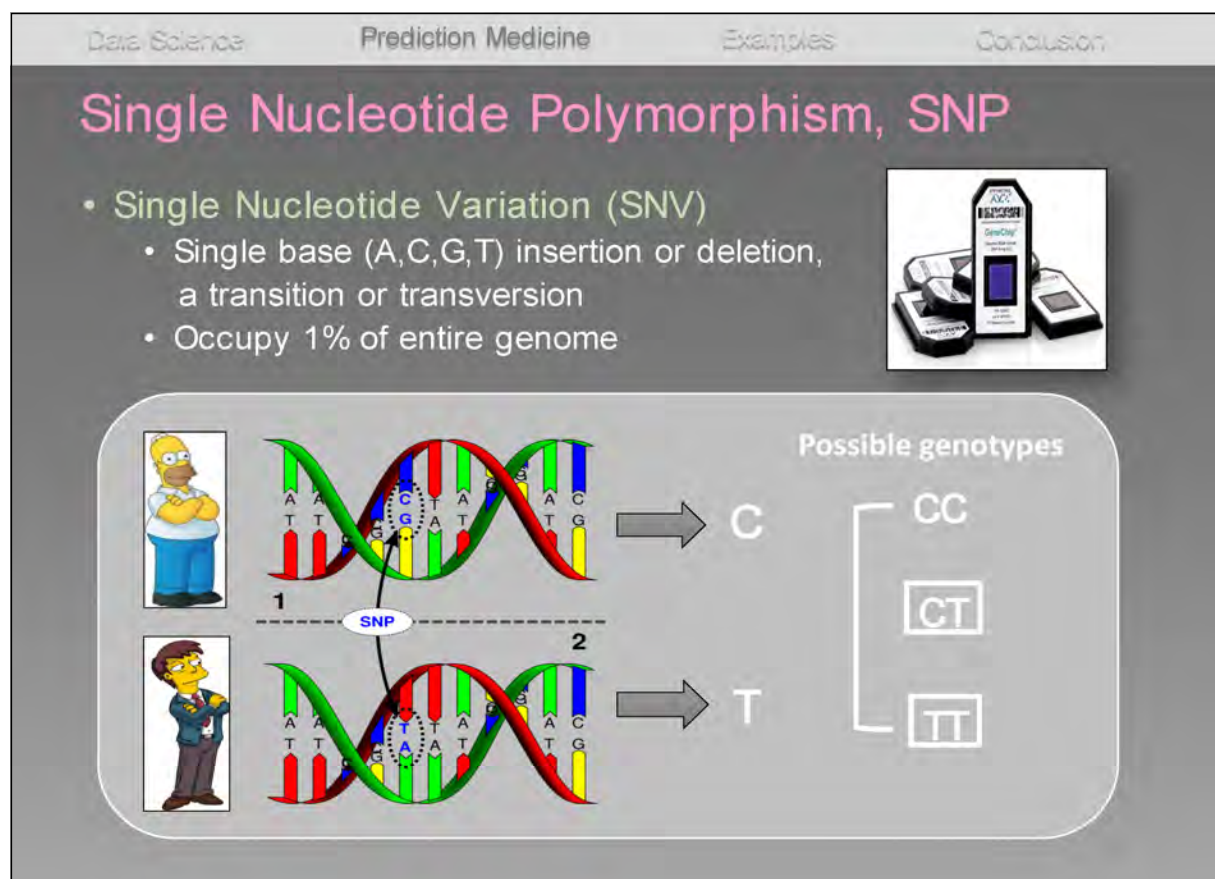 Data Science Prediction Medicine Examples Conclusion
Single Nucleotide Polymorphism, SNP
• Single Nucleotide Variation (SNV)
• Single base (A,C,G,T) insertion or deletion,
a transition or transversion
• Occupy 1% of entire genome
GeneChip
Possible genotypes
A A C T A A C
T T G G A T T G
1
C
CC
CT
SNP
2
A A T T A A C
T T G A A T T G
T
TT